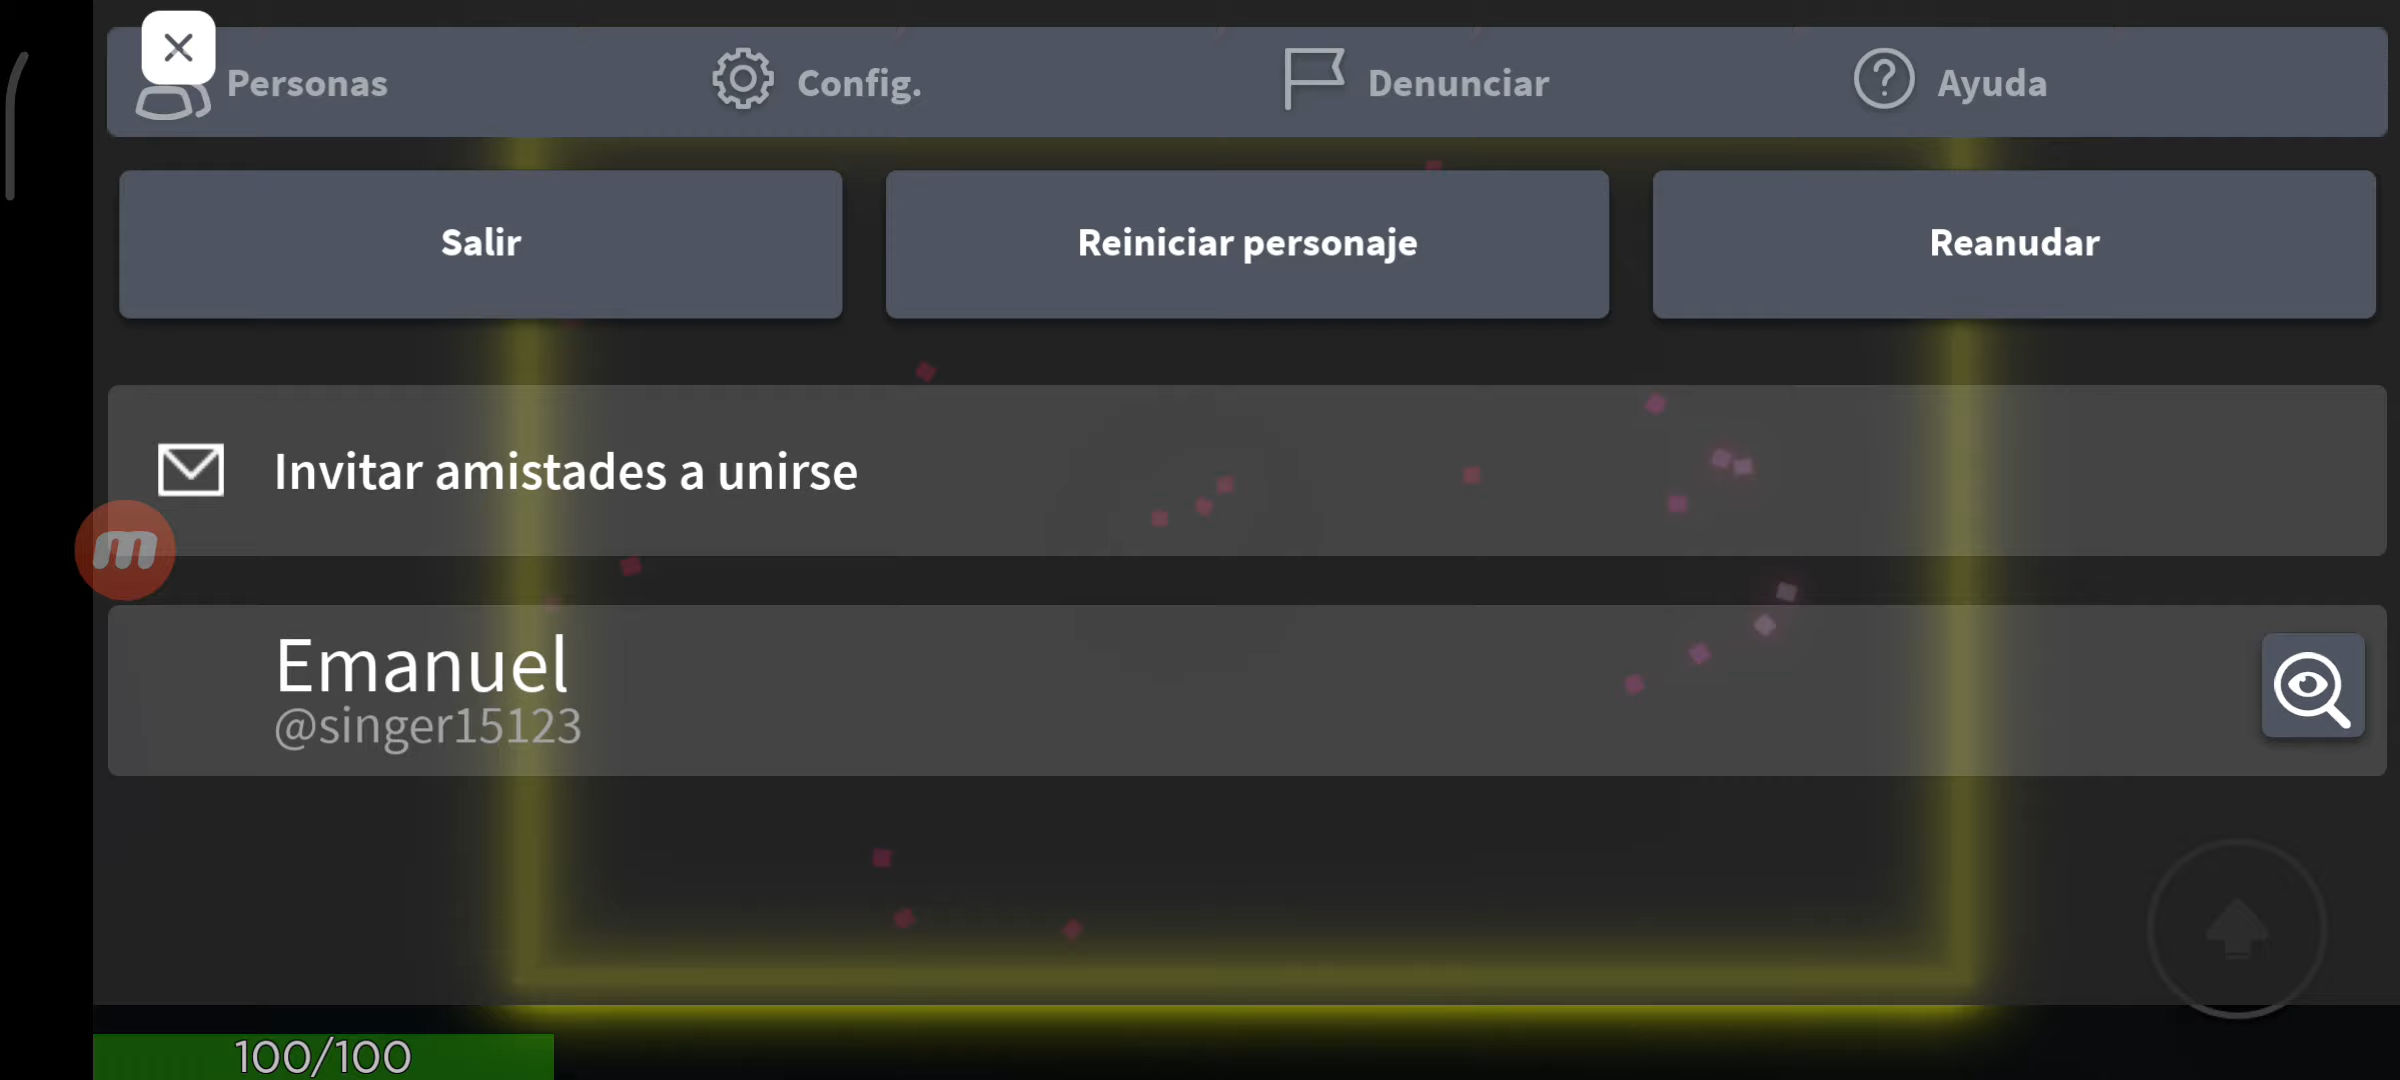 Personas
Config.
Denunciar
Ayuda
Salir
Reiniciar personaje
Reanudar
Invitar amistades a unirse
Emanuel
@singer15123
100/100